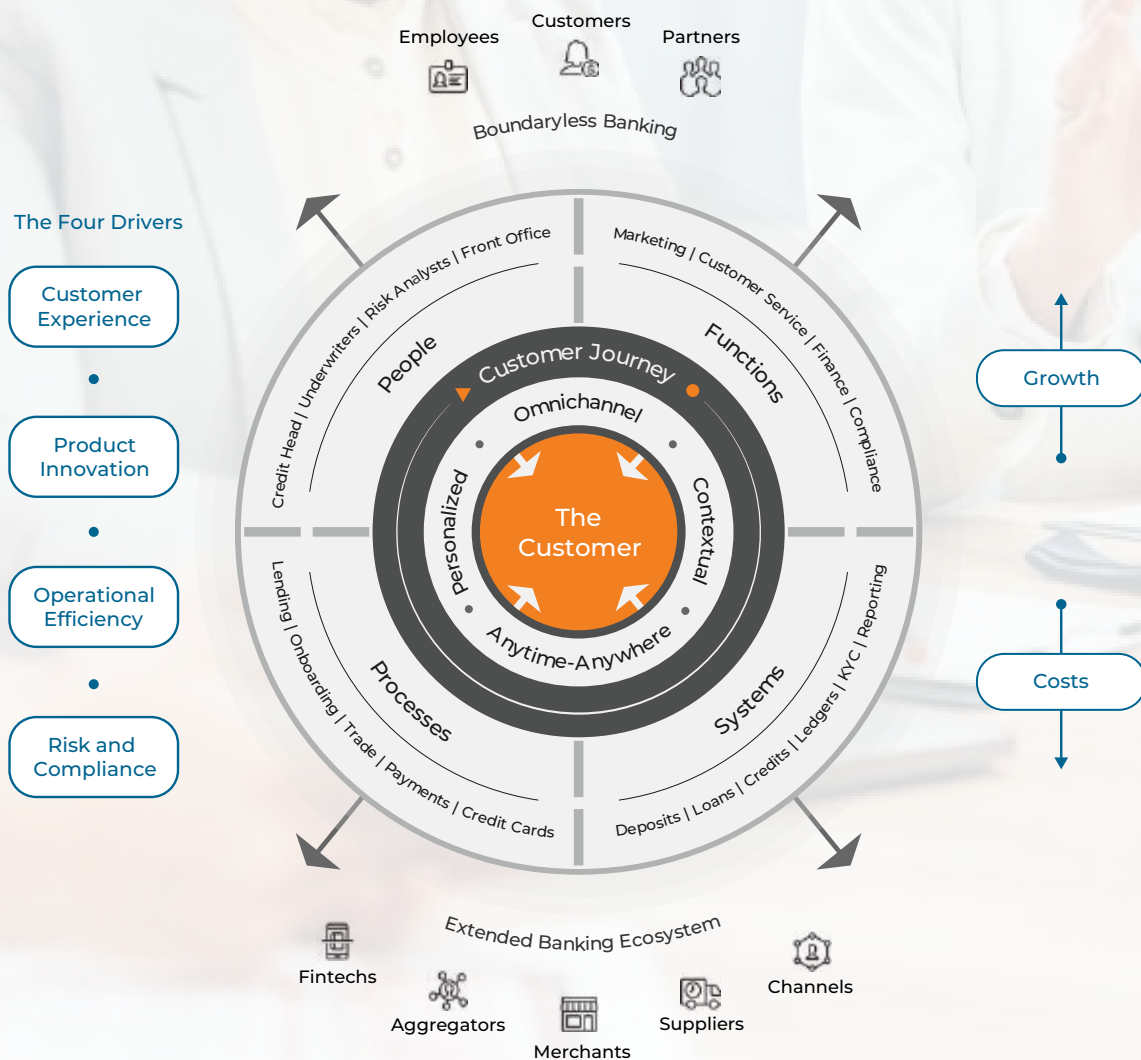 Customers
Employees
Partners
Boundaryless Banking
The Four Drivers
Customer
Experience
Product
Innovation
Operational
Efficiency
Risk and
Compliance
Credit Head | Underwriters | Risk Analysts | Front Office
People
Marketing | Customer Service | Finance | Compliance
Functions
Customer Journey
Omnichannel
Personalized
Contextual
Anytime-Anywhere
The
Customer
Lending | Onboarding | Trade | Payments | Credit Cards
Processes
Deposits | Loans | Credits | Ledgers | KYC | Reporting
Systems
Growth
Costs
Extended Banking Ecosystem
Fintechs
Aggregators
Merchants
Suppliers
Channels